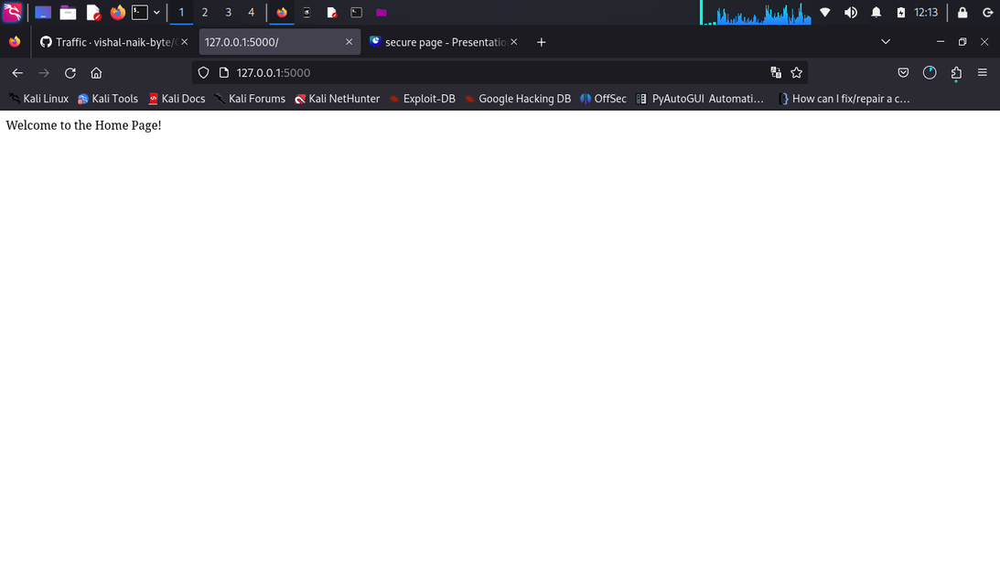 1 2 3 4 12:13
Traffic · vishal-naik-byte/ 127.0.0.1:5000/ secure page - Presentatio
127.0.0.1:5000
Kali Linux Kali Tools Kali Docs Kali Forums Kali NetHunter Exploit-DB Google Hacking DB OffSec PyAutoGUI Automati… How can I fix/repair a c…
Welcome to the Home Page!